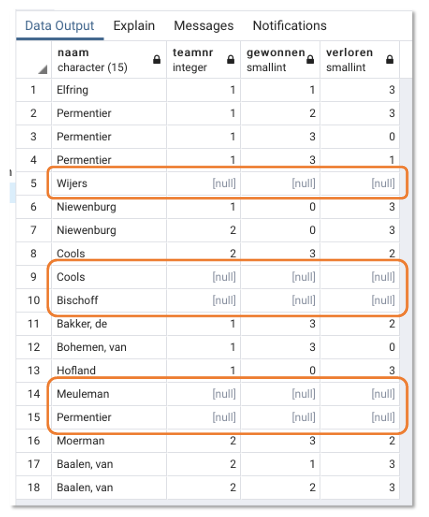 Data Output Explain Messages Notifications
naam teamnr gewonnen verloren
character (15) integer smallint smallint
1 Elfring 1 1 3
2 Permentier 1 2 3
3 Permentier 1 3 0
4 Permentier 1 3 1
5 Wijers [null] [null] [null]
6 Niewenburg 1 0 3
7 Niewenburg 2 0 3
8 Cools 2 3 2
9 Cools [null] [null] [null]
10 Bischoff [null] [null] [null]
11 Bakker, de 1 3 2
12 Bohemen, van 1 3 0
13 Hofland 1 0 3
14 Meuleman [null] [null] [null]
15 Permentier [null] [null] [null]
16 Moerman 2 3 2
17 Baalen, van 2 1 3
18 Baalen, van 2 2 3